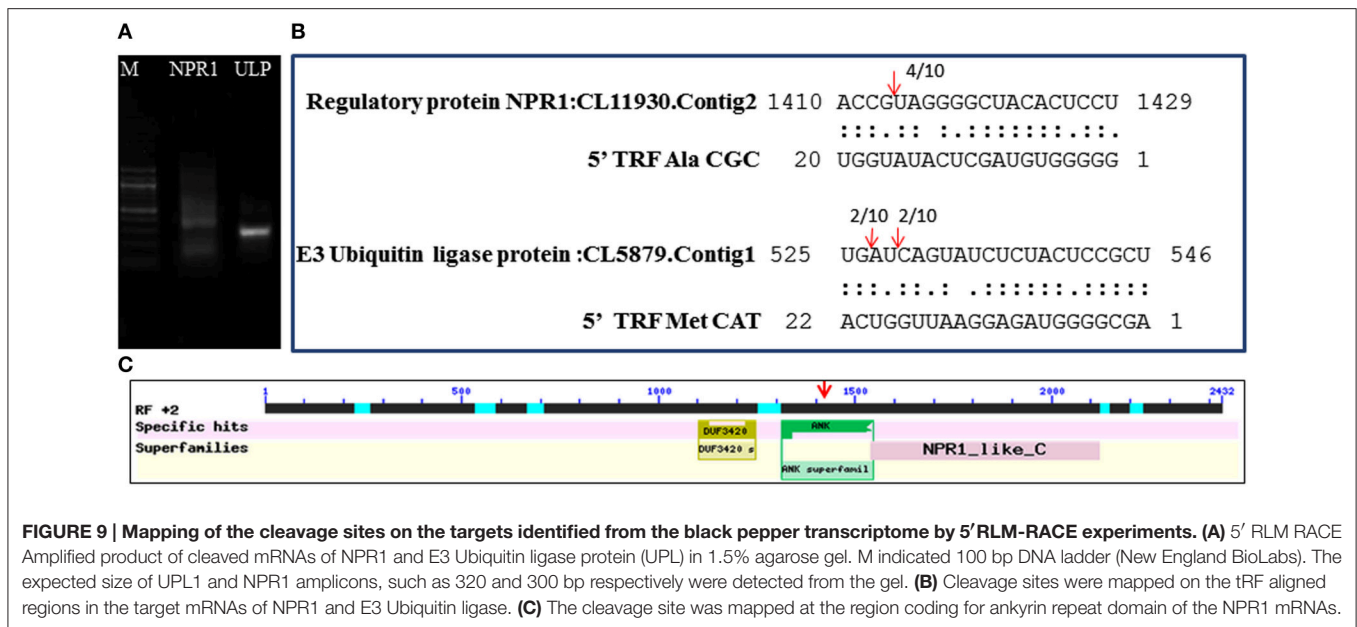 A
B
M NPR1 ULP
4/10
Regulatory protein NPR1:CL11930.Contig2 1410 ACCGUAGGGGCUACACUCCU 1429
:::.:: :.:::::::.::.
5' TRF Ala CGC 20 UGGUAUACUCGAUGUGGGGG 1
2/10 2/10
E3 Ubiquitin ligase protein :CL5879.Contig1 525 UGAUCAGUAUCUCUACUCCGCU 546
:::.::.: .::::::.:::::
5' TRF Met CAT 22 ACUGGUUAAGGAGAUGGGGCGA 1
C
1 500 1000 1500 2000 2432
RF +2
Specific hits DUF3420 ANK
Superfamilies DUF3420 s NPR1_like_C
ANK superfamil
FIGURE 9 | Mapping of the cleavage sites on the targets identified from the black pepper transcriptome by 5′RLM-RACE experiments. (A) 5′ RLM RACE
Amplified product of cleaved mRNAs of NPR1 and E3 Ubiquitin ligase protein (UPL) in 1.5% agarose gel. M indicated 100 bp DNA ladder (New England BioLabs). The
expected size of UPL1 and NPR1 amplicons, such as 320 and 300 bp respectively were detected from the gel. (B) Cleavage sites were mapped on the tRF aligned
regions in the target mRNAs of NPR1 and E3 Ubiquitin ligase. (C) The cleavage site was mapped at the region coding for ankyrin repeat domain of the NPR1 mRNAs.